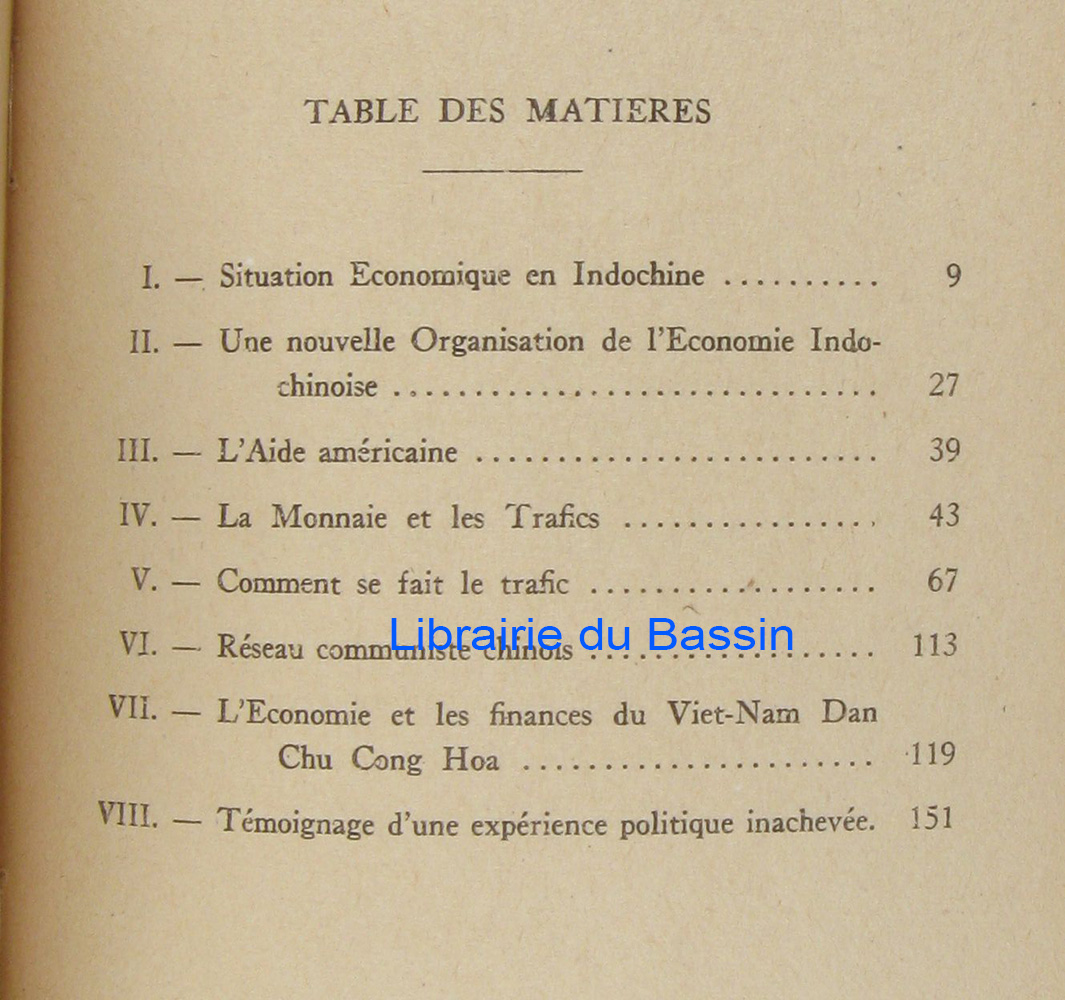 TABLE DES MATIERES
I. — Situation Economique en Indochine .......... 9
II. — Une nouvelle Organisation de l'Economie Indo-
chinoise .............................. 27
III. — L'Aide américaine ......................... 39
IV. — La Monnaie et les Trafics ................ 43
V. — Comment se fait le trafic .................. 67
Librairie du Bassin
VI. — Réseau communiste chinois .................. 113
VII. — L'Economie et les finances du Viet-Nam Dan
Chu Cong Hoa ...................... 119
VIII. — Témoignage d'une expérience politique inachevée. 151